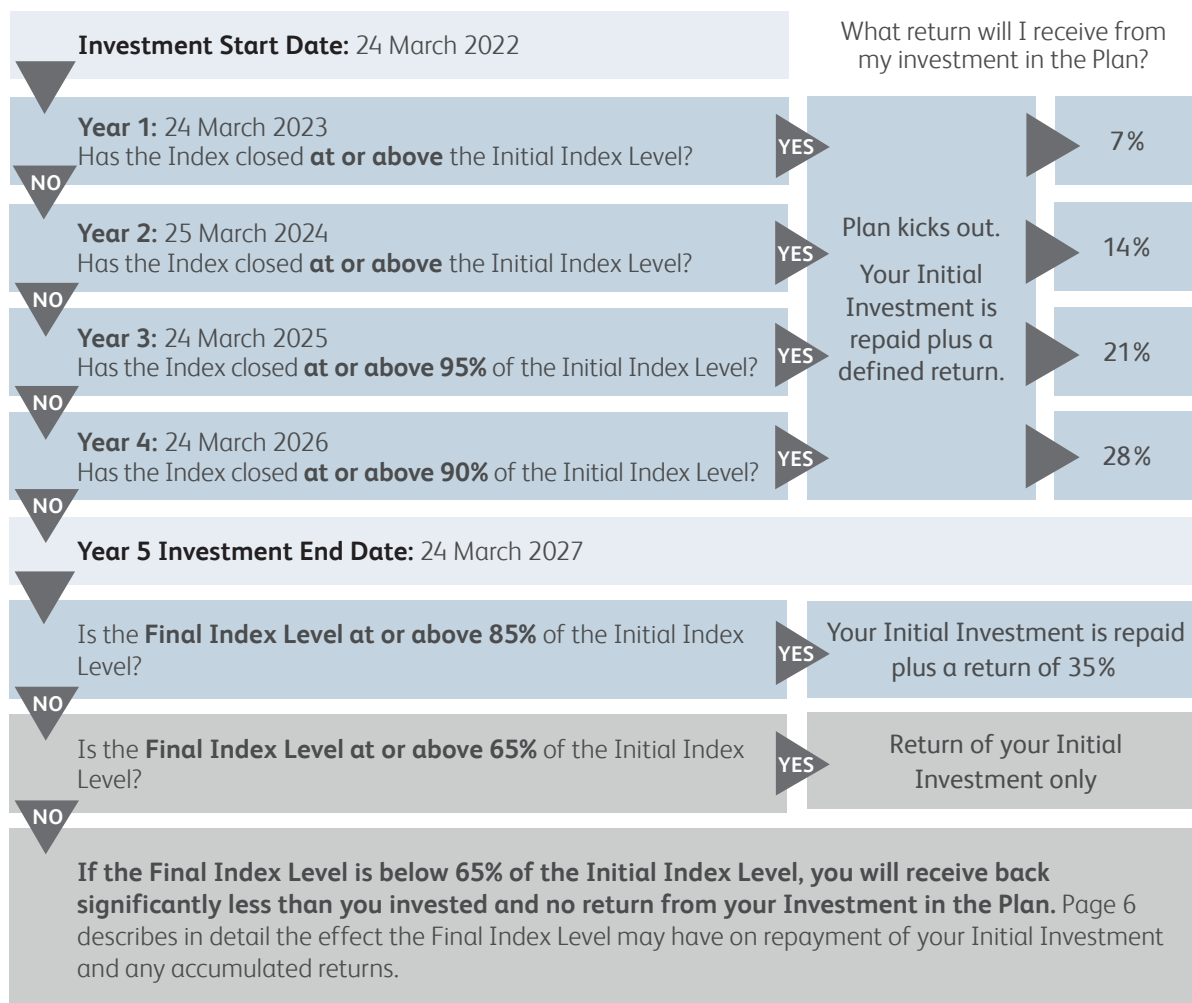 Investment Start Date: 24 March 2022
What return will I receive from
my investment in the Plan?
Year 1: 24 March 2023
Has the Index closed at or above the Initial Index Level?
YES
7%
NO
Year 2: 25 March 2024
Has the Index closed at or above the Initial Index Level?
YES
14%
NO
Year 3: 24 March 2025
Has the Index closed at or above 95% of the Initial Index Level?
YES
21%
NO
Year 4: 24 March 2026
Has the Index closed at or above 90% of the Initial Index Level?
YES
28%
Plan kicks out.
Your Initial
Investment is
repaid plus a
defined return.
NO
Year 5 Investment End Date: 24 March 2027
Is the Final Index Level at or above 85% of the Initial Index
Level?
YES
Your Initial Investment is repaid
plus a return of 35%
NO
Is the Final Index Level at or above 65% of the Initial Index
Level?
YES
Return of your Initial
Investment only
NO
If the Final Index Level is below 65% of the Initial Index Level, you will receive back
significantly less than you invested and no return from your Investment in the Plan. Page 6
describes in detail the effect the Final Index Level may have on repayment of your Initial Investment
and any accumulated returns.